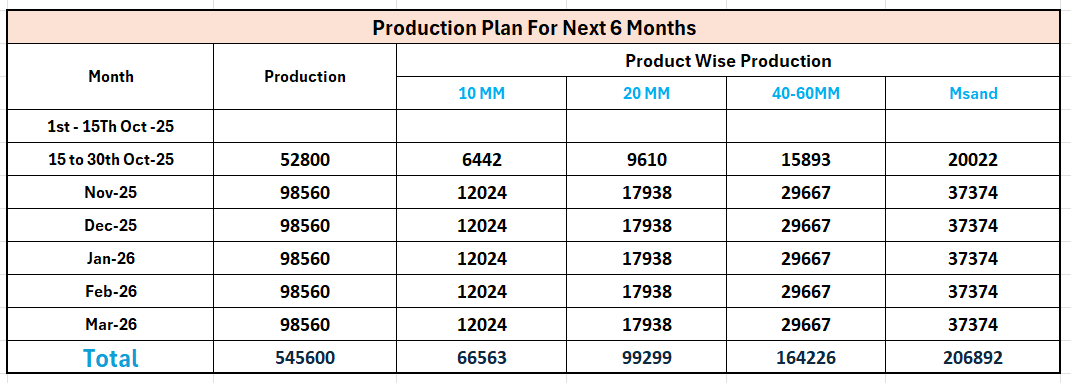 Production Plan For Next 6 Months
Month Production Product Wise Production
10 MM 20 MM 40-60MM Msand
1st - 15Th Oct -25
15 to 30th Oct-25 52800 6442 9610 15893 20022
Nov-25 98560 12024 17938 29667 37374
Dec-25 98560 12024 17938 29667 37374
Jan-26 98560 12024 17938 29667 37374
Feb-26 98560 12024 17938 29667 37374
Mar-26 98560 12024 17938 29667 37374
Total 545600 66563 99299 164226 206892